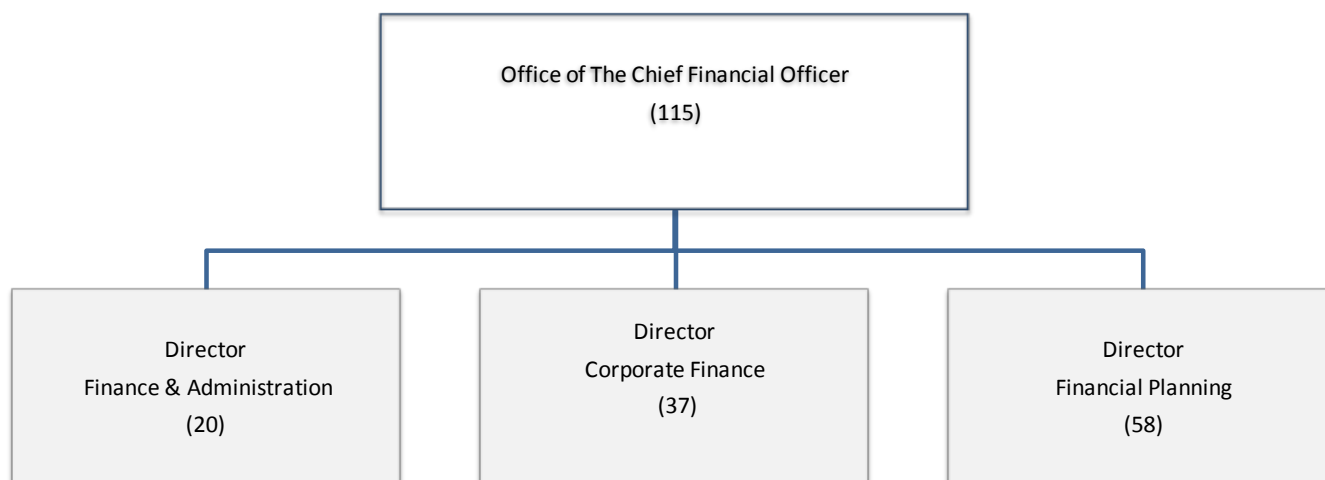 Office of The Chief Financial Officer
(115)
Director
Finance & Administration
(20)
Director
Corporate Finance
(37)
Director
Financial Planning
(58)